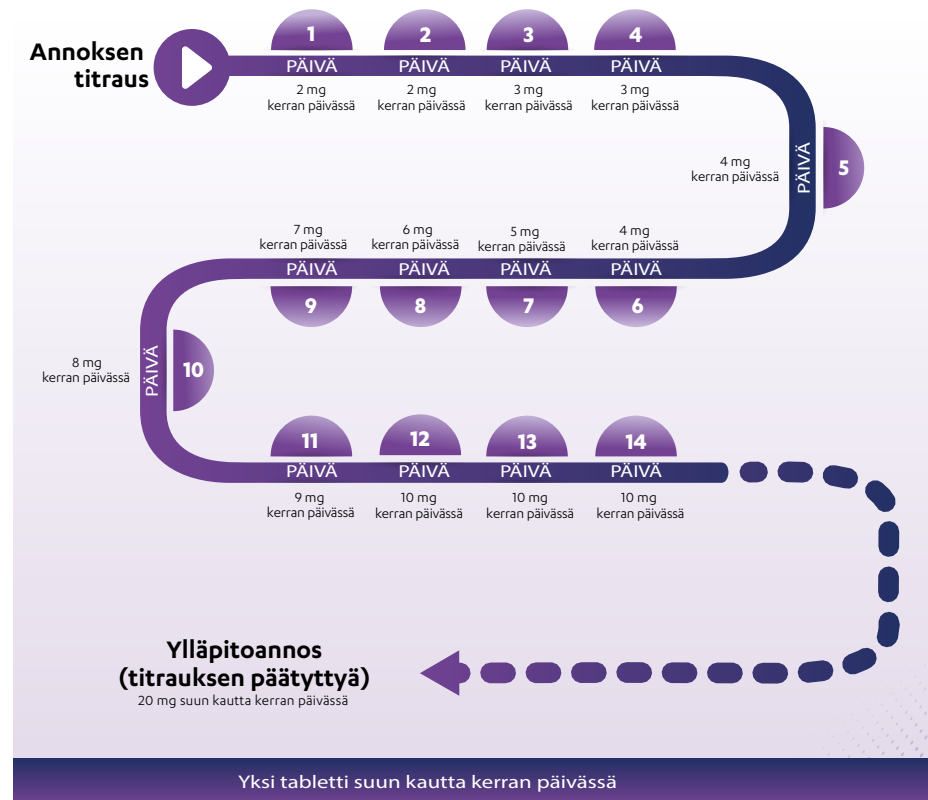 Annoksen
titraus
1
PÄIVÄ
2 mg
kerran päivässä
2
PÄIVÄ
2 mg
kerran päivässä
3
PÄIVÄ
3 mg
kerran päivässä
4
PÄIVÄ
3 mg
kerran päivässä
5
PÄIVÄ
4 mg
kerran päivässä
4 mg
kerran päivässä
PÄIVÄ
6
5 mg
kerran päivässä
PÄIVÄ
7
6 mg
kerran päivässä
PÄIVÄ
8
7 mg
kerran päivässä
PÄIVÄ
9
8 mg
kerran päivässä
PÄIVÄ
10
11
PÄIVÄ
9 mg
kerran päivässä
12
PÄIVÄ
10 mg
kerran päivässä
13
PÄIVÄ
10 mg
kerran päivässä
14
PÄIVÄ
10 mg
kerran päivässä
Ylläpitoannos
(titrauksen päätyttyä)
20 mg suun kautta kerran päivässä
Yksi tabletti suun kautta kerran päivässä